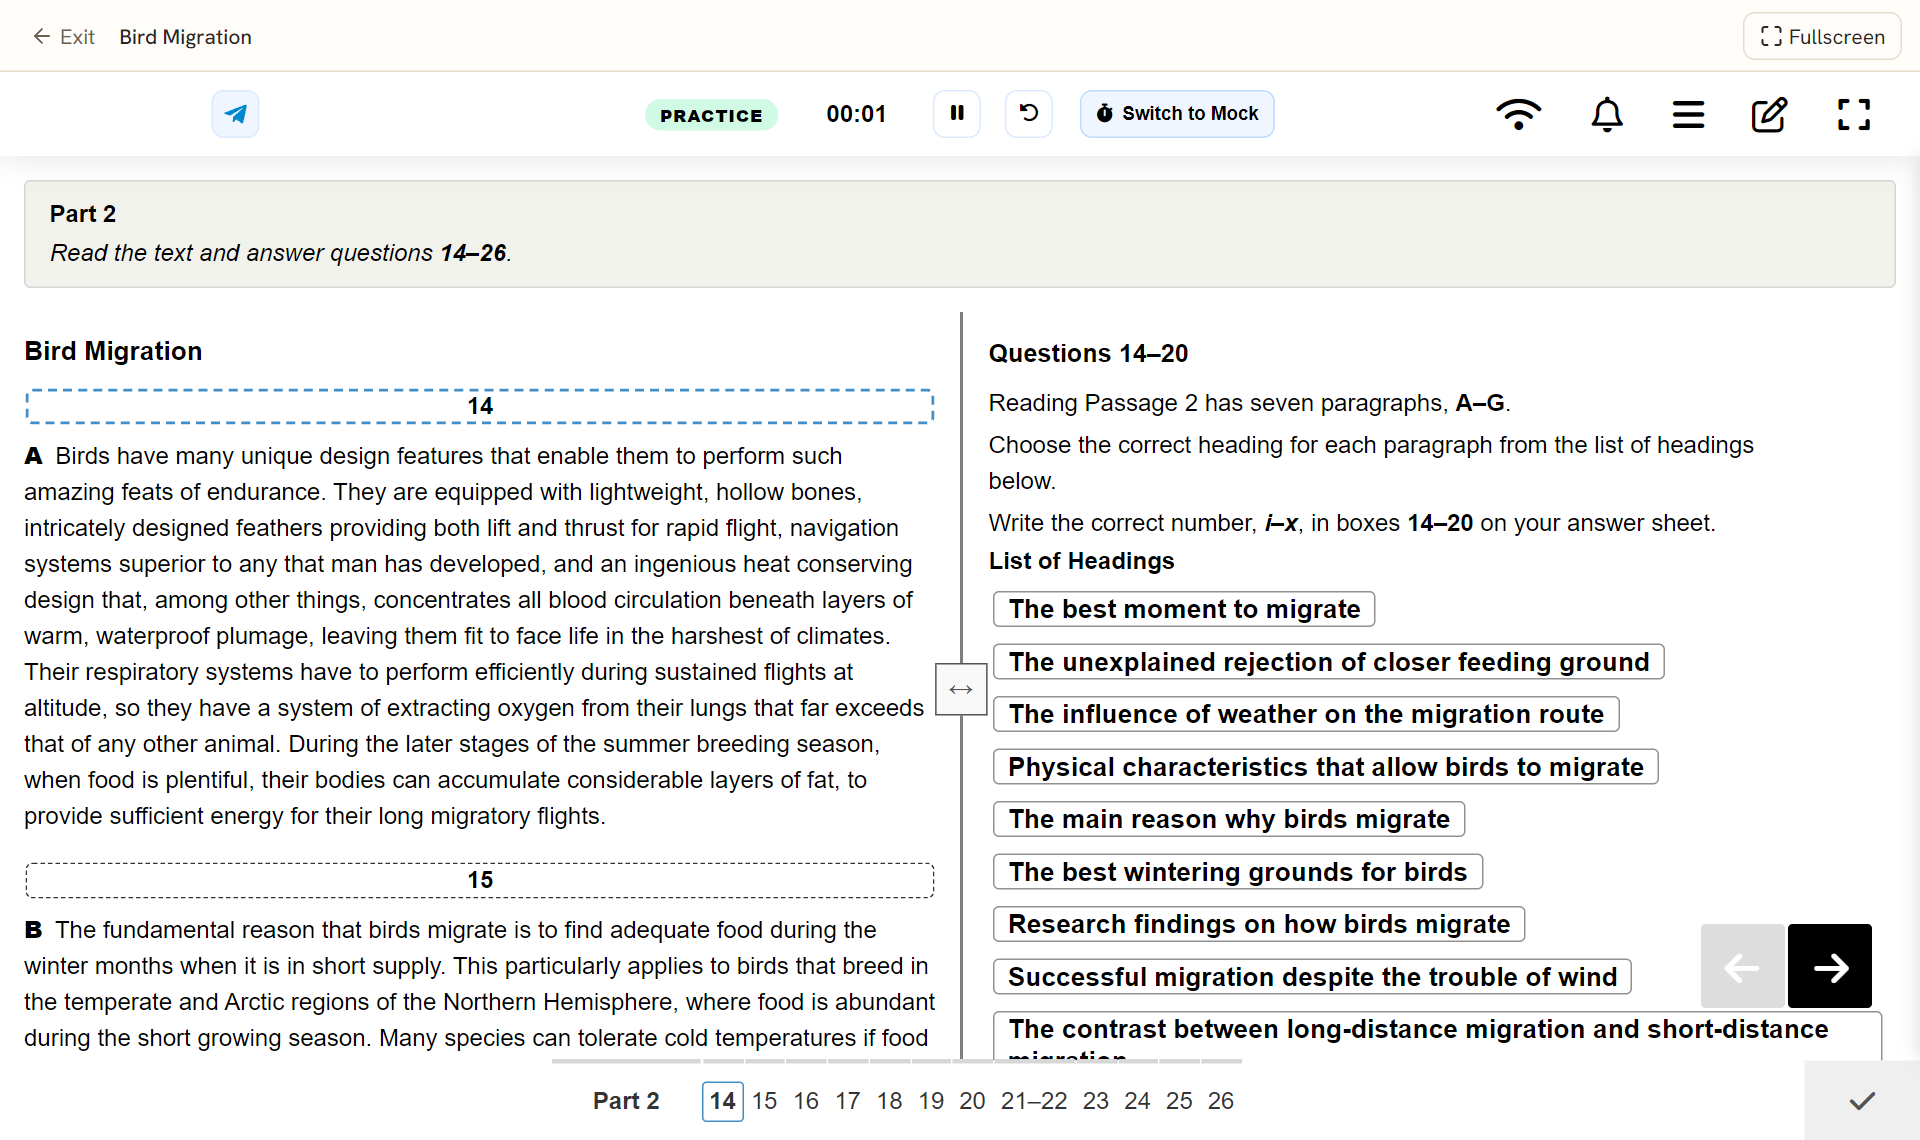 Exit Bird Migration
Fullscreen
PRACTICE 00:01 Switch to Mock
Part 2
Read the text and answer questions 14–26.
Bird Migration
14
A Birds have many unique design features that enable them to perform such
amazing feats of endurance. They are equipped with lightweight, hollow bones,
intricately designed feathers providing both lift and thrust for rapid flight, navigation
systems superior to any that man has developed, and an ingenious heat conserving
design that, among other things, concentrates all blood circulation beneath layers of
warm, waterproof plumage, leaving them fit to face life in the harshest of climates.
Their respiratory systems have to perform efficiently during sustained flights at
altitude, so they have a system of extracting oxygen from their lungs that far exceeds
that of any other animal. During the later stages of the summer breeding season,
when food is plentiful, their bodies can accumulate considerable layers of fat, to
provide sufficient energy for their long migratory flights.
15
B The fundamental reason that birds migrate is to find adequate food during the
winter months when it is in short supply. This particularly applies to birds that breed in
the temperate and Arctic regions of the Northern Hemisphere, where food is abundant
during the short growing season. Many species can tolerate cold temperatures if food
Questions 14–20
Reading Passage 2 has seven paragraphs, A–G.
Choose the correct heading for each paragraph from the list of headings
below.
Write the correct number, i–x, in boxes 14–20 on your answer sheet.
List of Headings
The best moment to migrate
The unexplained rejection of closer feeding ground
The influence of weather on the migration route
Physical characteristics that allow birds to migrate
The main reason why birds migrate
The best wintering grounds for birds
Research findings on how birds migrate
Successful migration despite the trouble of wind
The contrast between long-distance migration and short-distance
migration
Part 2 14 15 16 17 18 19 20 21–22 23 24 25 26